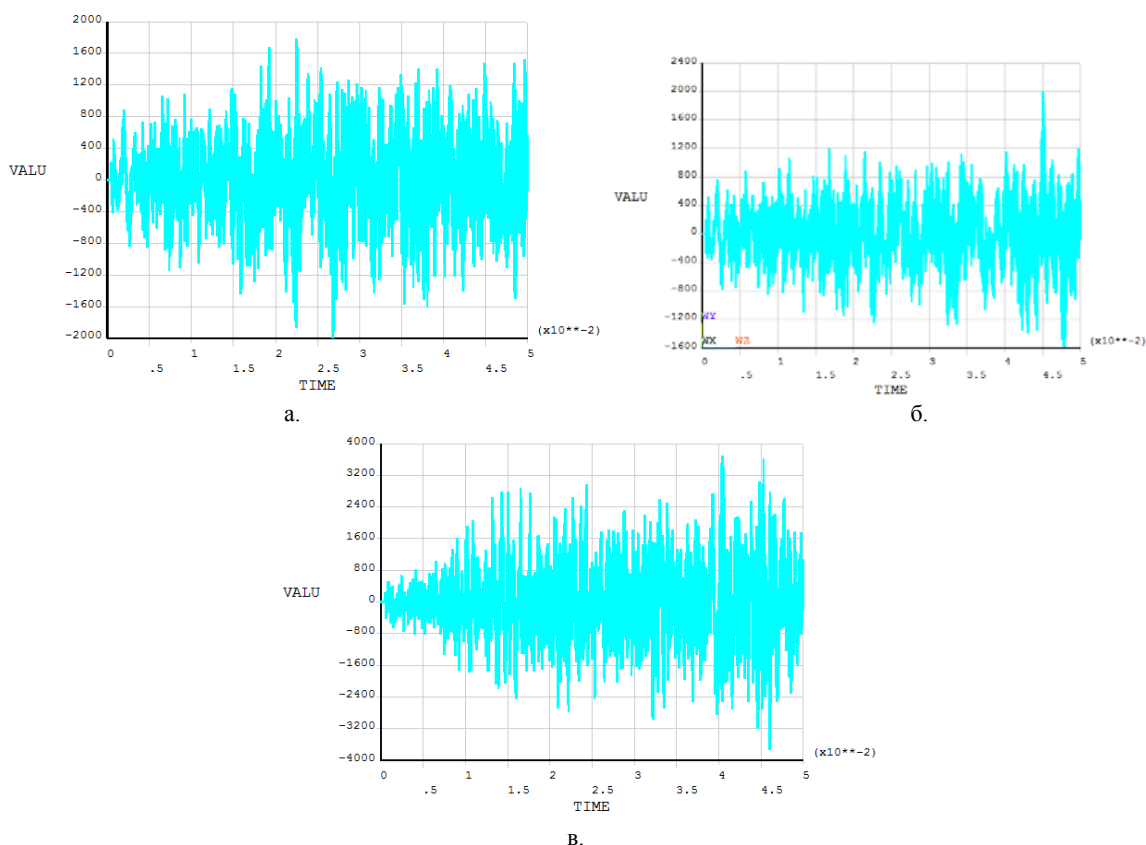 2000
1600
1200
800
400
VALU
0
-400
-800
-1200
-1600
-2000
(x10**-2)
0 1 2 3 4 5
.5 1.5 2.5 3.5 4.5
TIME
а.
2400
2000
1600
1200
800
400
VALU
0
-400
-800
-1200
WY
WX WZ
-1600
(x10**-2)
0 1 2 3 4 5
.5 1.5 2.5 3.5 4.5
TIME
б.
4000
3200
2400
1600
800
VALU
0
-800
-1600
-2400
-3200
-4000
(x10**-2)
0 1 2 3 4 5
.5 1.5 2.5 3.5 4.5
TIME
в.